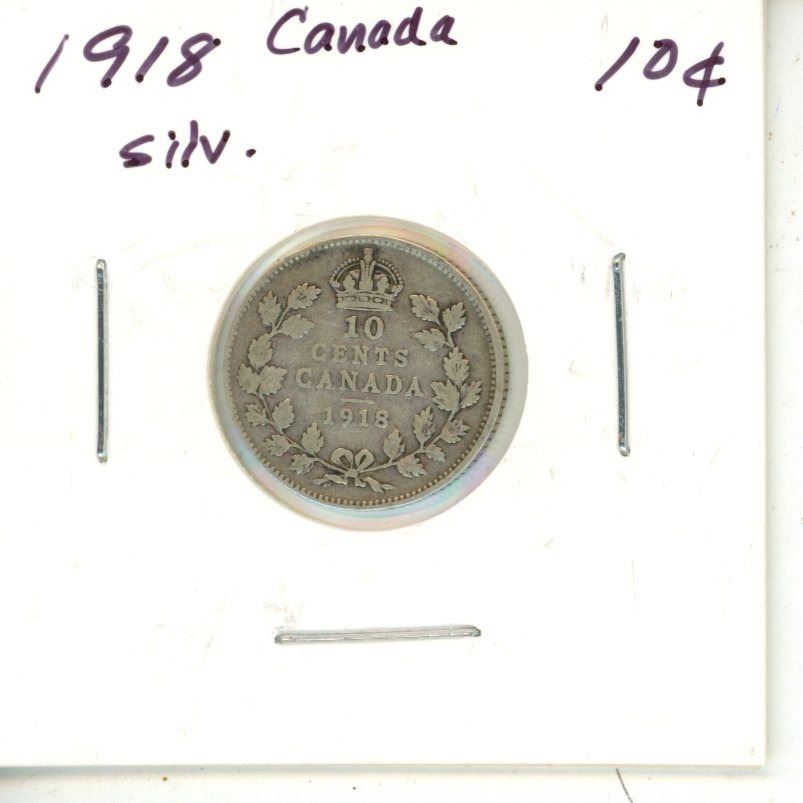 1918 Canada 10¢
silv.
10
CENTS
CANADA
1918